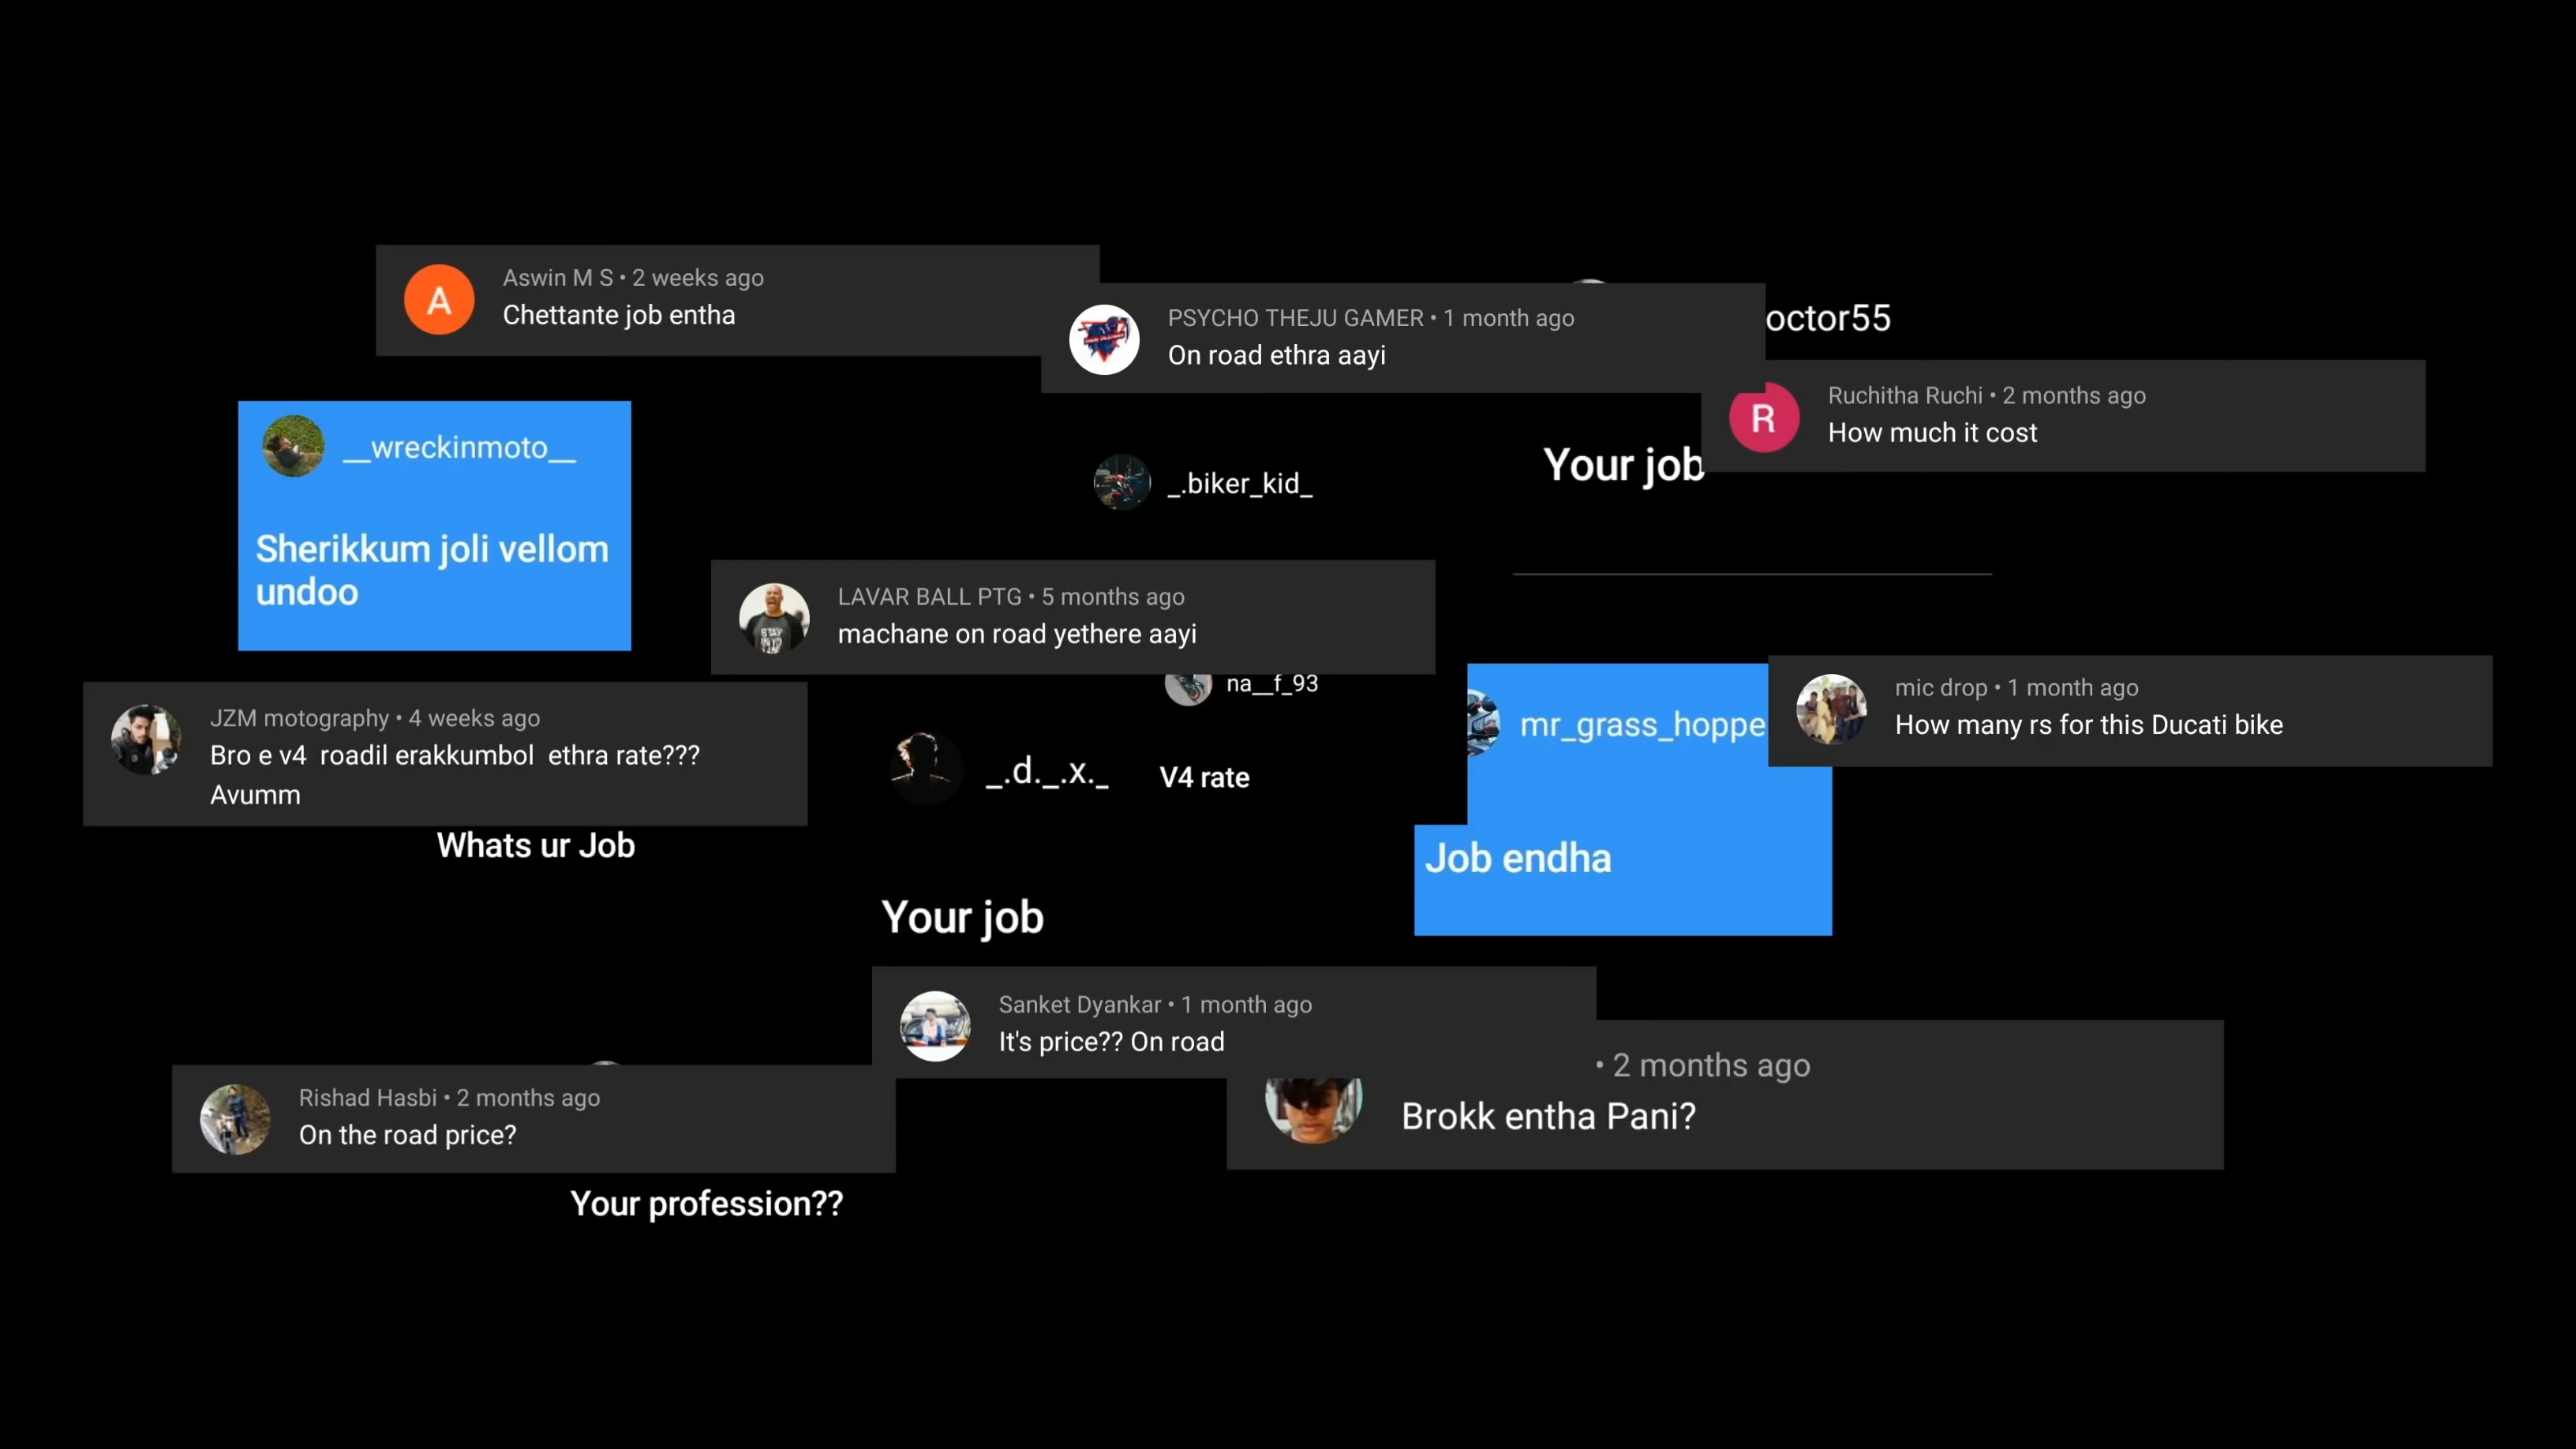 A
Aswin M S • 2 weeks ago
Chettante job entha
PSYCHO THEJU GAMER • 1 month ago
On road ethra aayi
octor55
R
Ruchitha Ruchi • 2 months ago
How much it cost
Your job
__wreckinmoto__
Sherikkum joli vellom
undoo
_.biker_kid_
LAVAR BALL PTG • 5 months ago
machane on road yethere aayi
na__f_93
V4 rate
JZM motography • 4 weeks ago
Bro e v4 roadil erakkumbol ethra rate???
Avumm
Whats ur Job
_.d._.x._
Your job
mr_grass_hoppe
Job endha
mic drop • 1 month ago
How many rs for this Ducati bike
Sanket Dyankar • 1 month ago
It's price?? On road
• 2 months ago
Brokk entha Pani?
Rishad Hasbi • 2 months ago
On the road price?
Your profession??